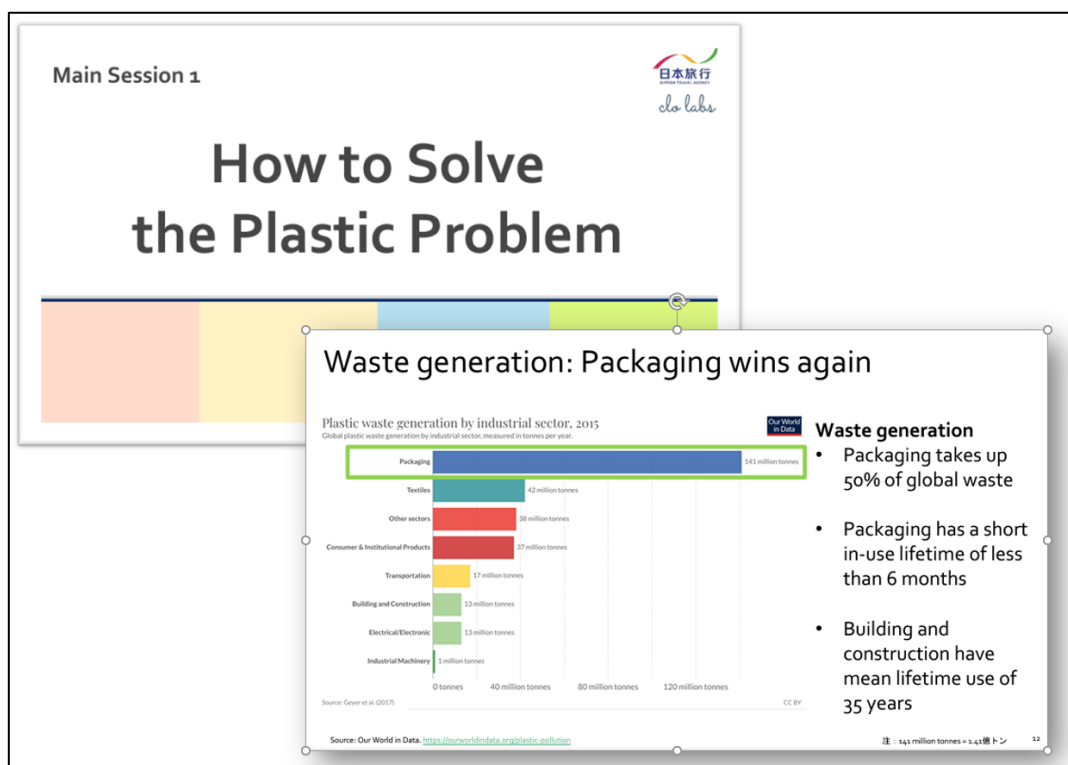 Main Session 1
日本旅行
NIPPON TRAVEL AGENCY
clo labs
How to Solve
the Plastic Problem
Waste generation: Packaging wins again
Plastic waste generation by industrial sector, 2015
Global plastic waste generation by industrial sector, measured in tonnes per year.
Our World
in Data
Packaging
141 million tonnes
Textiles
42 million tonnes
Other sectors
38 million tonnes
Consumer & Institutional Products
37 million tonnes
Transportation
17 million tonnes
Building and Construction
13 million tonnes
Electrical/Electronic
13 million tonnes
Industrial Machinery
1 million tonnes
0 tonnes
40 million tonnes
80 million tonnes
120 million tonnes
Source: Geyer et al. (2017)
CC BY
Waste generation
• Packaging takes up
50% of global waste
• Packaging has a short
in-use lifetime of less
than 6 months
• Building and
construction have
mean lifetime use of
35 years
Source: Our World in Data. https://ourworldindata.org/plastic-pollution
注：141 million tonnes = 1.41億トン
12